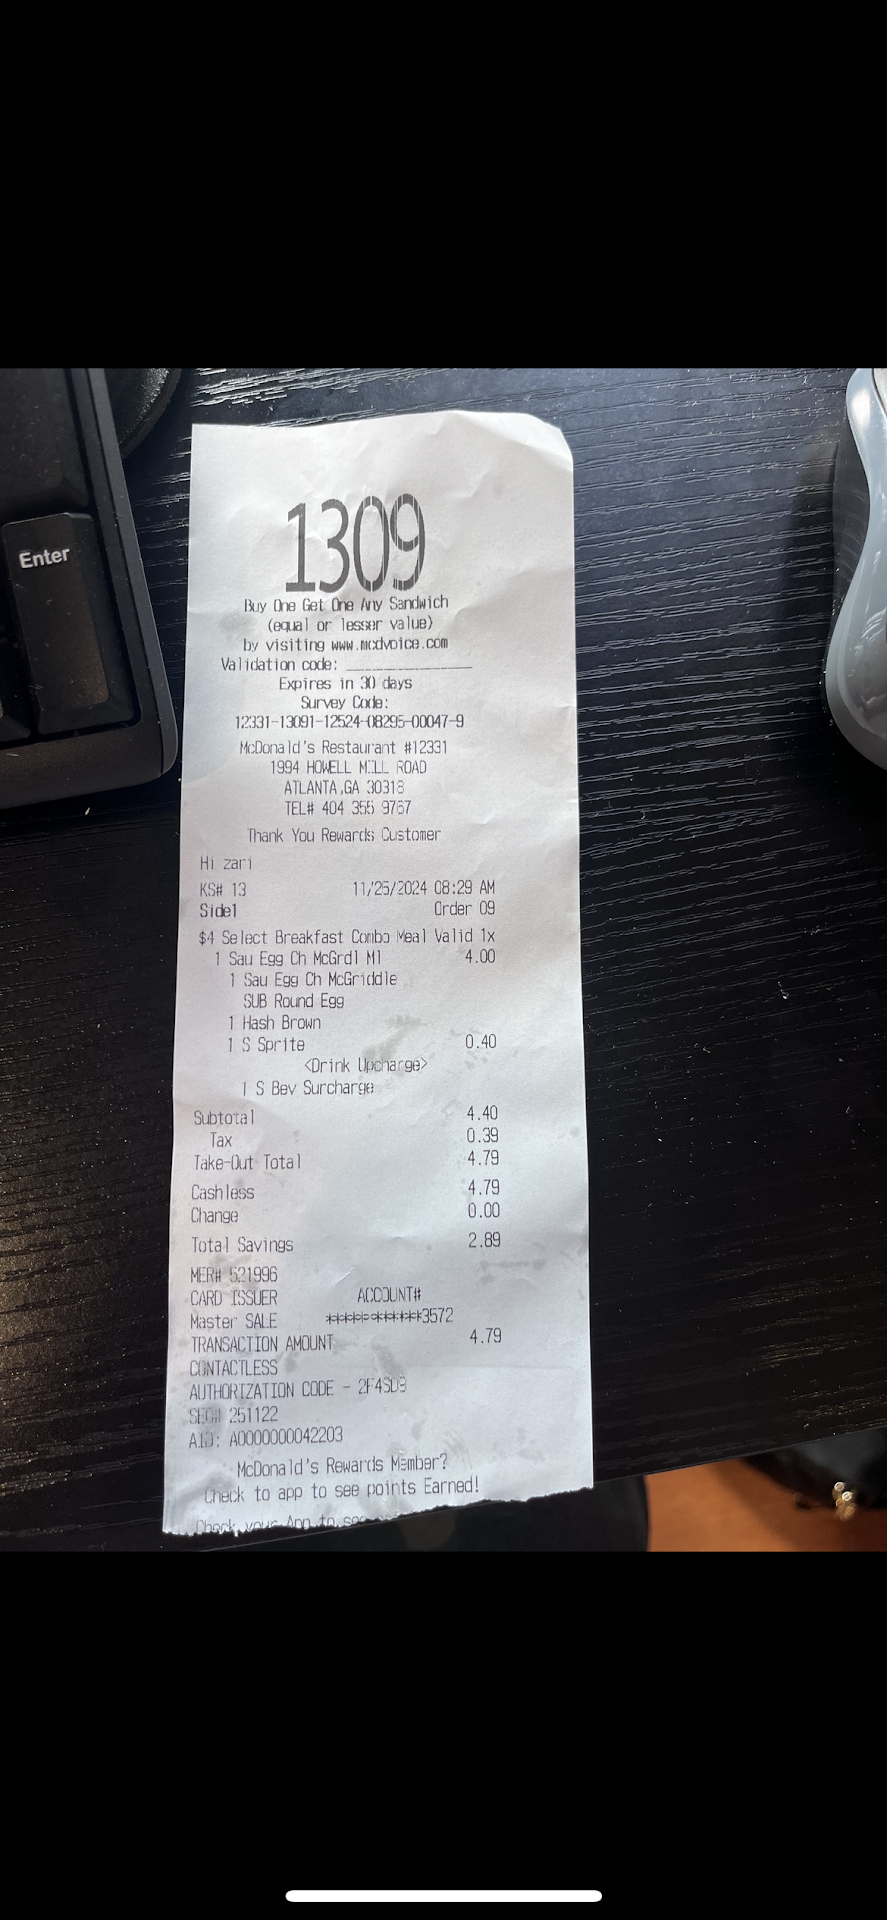 Enter
1309
Buy One Get One Any Sandwich
(equal or lesser value)
by visiting www.mcdvoice.com
Validation code: ____________
Expires in 30 days
Survey Code:
12331-13091-12524-08295-00047-9
McDonald's Restaurant #12331
1994 HOWELL MILL ROAD
ATLANTA,GA 30318
TEL# 404 355 9767
Thank You Rewards Customer
Hi zari
KS# 13 11/25/2024 08:29 AM
Side1 Order 09
$4 Select Breakfast Combo Meal Valid 1x
1 Sau Egg Ch McGrdl Ml 4.00
1 Sau Egg Ch McGriddle
SUB Round Egg
1 Hash Brown
1 S Sprite 0.40
<Drink Upcharge>
1 S Bev Surcharge
Subtotal 4.40
Tax 0.39
Take-Out Total 4.79
Cashless 4.79
Change 0.00
Total Savings 2.89
MER# 521996
CARD ISSUER ACCOUNT#
Master SALE ************3572
TRANSACTION AMOUNT 4.79
CONTACTLESS
AUTHORIZATION CODE -
SEQ# 251122
AID: A0000000042203
McDonald's Rewards Member?
Check to app to see points Earned!
Check your App to see